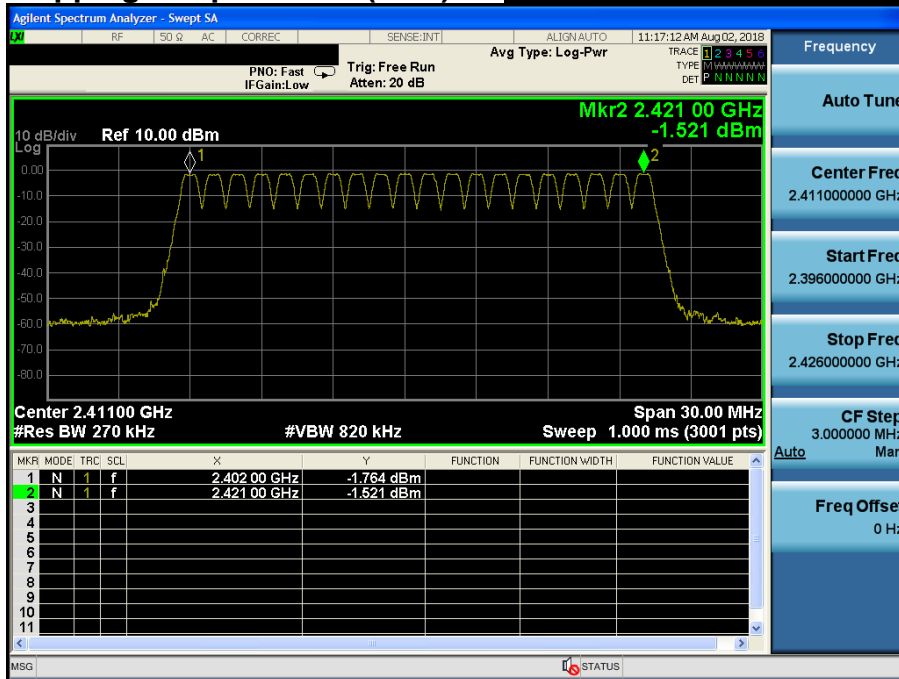 Agilent Spectrum Analyzer - Swept SA
LXI RF 50 Ω AC CORREC SENSE:INT ALIGN AUTO 11:17:12 AM Aug 02, 2018
Avg Type: Log-Pwr TRACE 1 2 3 4 5 6
PNO: Fast Trig: Free Run TYPE M WWWWW
IFGain:Low Atten: 20 dB DET P N N N N N
Mkr2 2.421 00 GHz
10 dB/div Ref 10.00 dBm -1.521 dBm
Log
1 2
0.00
-10.0
-20.0
-30.0
-40.0
-50.0
-60.0
-70.0
-80.0
Center 2.41100 GHz Span 30.00 MHz
#Res BW 270 kHz #VBW 820 kHz Sweep 1.000 ms (3001 pts)
MKR MODE TRC SCL X Y FUNCTION FUNCTION WIDTH FUNCTION VALUE
1 N 1 f 2.402 00 GHz -1.764 dBm
2 N 1 f 2.421 00 GHz -1.521 dBm
3
4
5
6
7
8
9
10
11
MSG STATUS
Frequency
Auto Tune
Center Freq
2.411000000 GHz
Start Freq
2.396000000 GHz
Stop Freq
2.426000000 GHz
CF Step
3.000000 MHz
Auto Man
Freq Offset
0 Hz